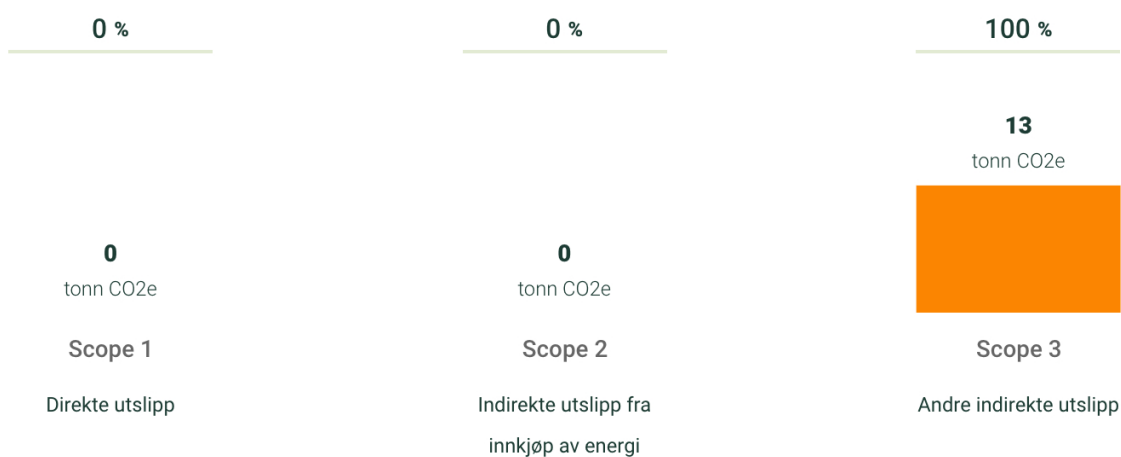 0 %
0 %
100 %
13
tonn CO2e
0
tonn CO2e
0
tonn CO2e
Scope 1
Scope 2
Scope 3
Direkte utslipp
Indirekte utslipp fra
innkjøp av energi
Andre indirekte utslipp